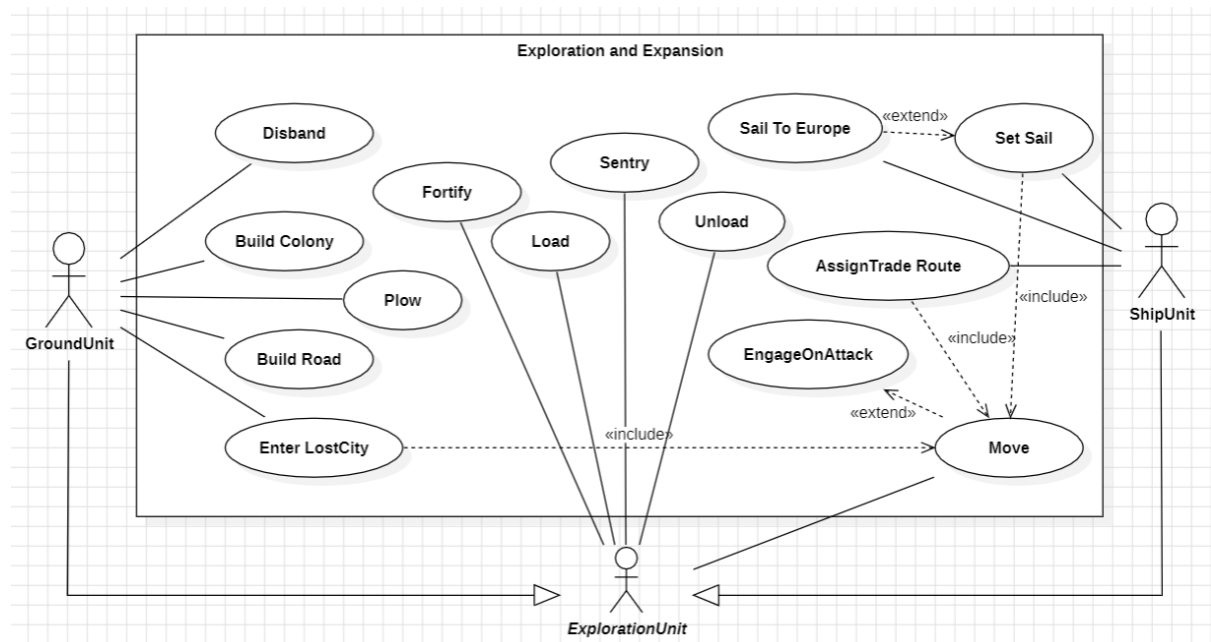 Exploration and Expansion
Disband
Sail To Europe
«extend»
Set Sail
Sentry
Fortify
Unload
Build Colony
Load
AssignTrade Route
Plow
«include»
GroundUnit
ShipUnit
«include»
Build Road
EngageOnAttack
«extend»
Enter LostCity
«include»
Move
ExplorationUnit